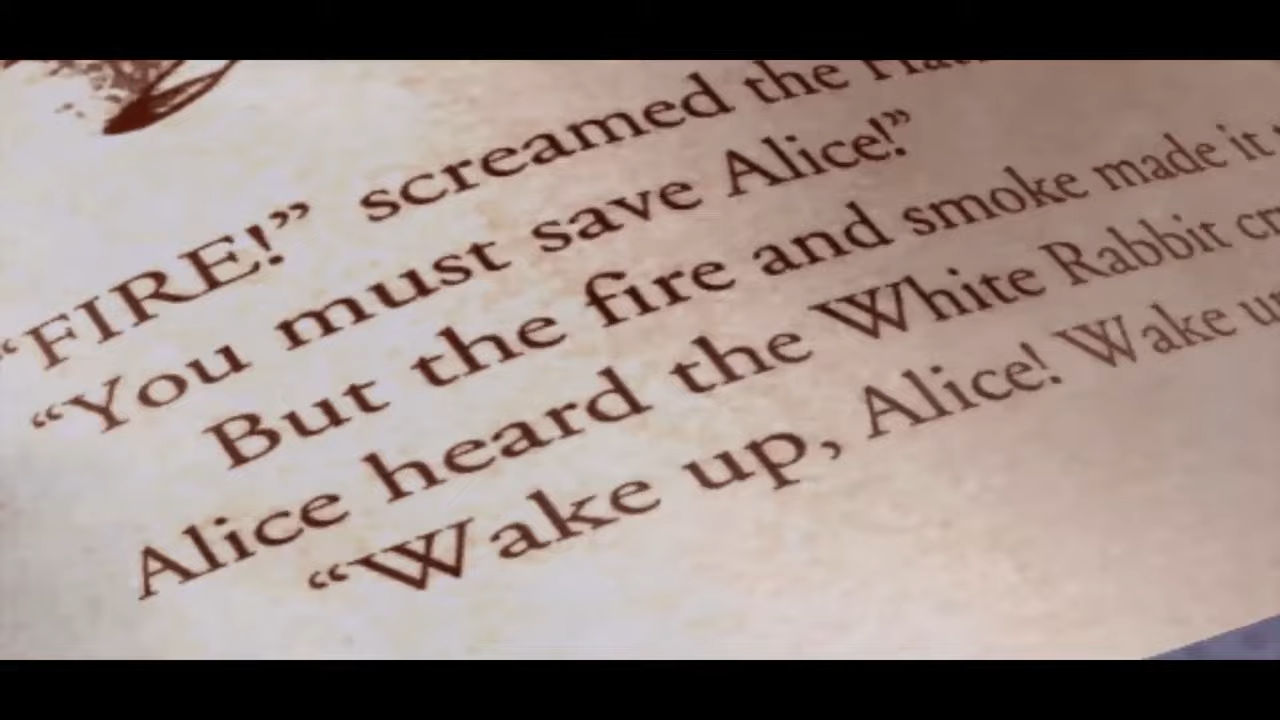 “FIRE!” screamed the
“You must save Alice!”
But the fire and smoke made it
Alice heard the White Rabbit
“Wake up, Alice! Wake